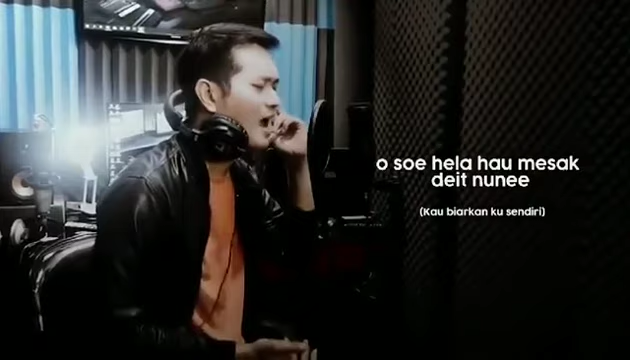 o soe hela hau mesak
deit nunee
(Kau biarkan ku sendiri)